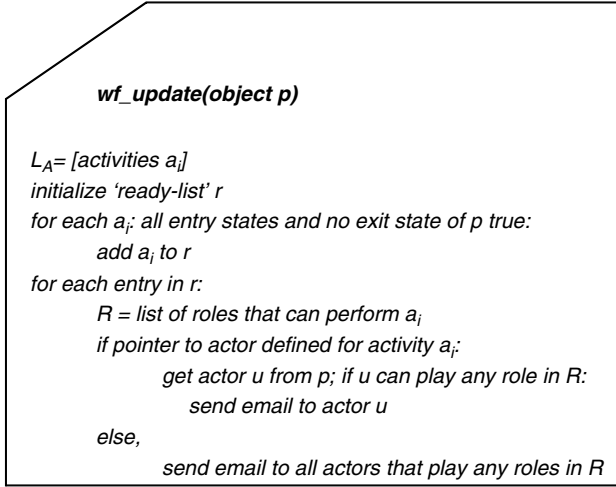 wf_update(object p)
L_A= [activities a_i]
initialize 'ready-list' r
for each a_i: all entry states and no exit state of p true:
add a_i to r
for each entry in r:
R = list of roles that can perform a_i
if pointer to actor defined for activity a_i:
get actor u from p; if u can play any role in R:
send email to actor u
else,
send email to all actors that play any roles in R